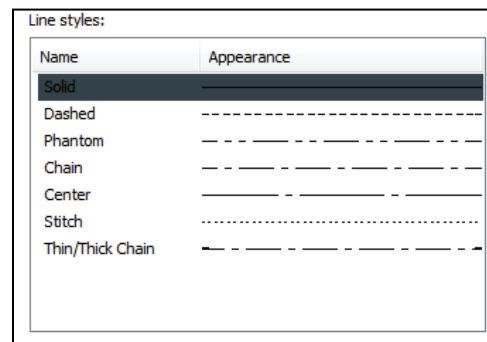 Line styles:
Name Appearance
Solid
Dashed
Phantom
Chain
Center
Stitch
Thin/Thick Chain